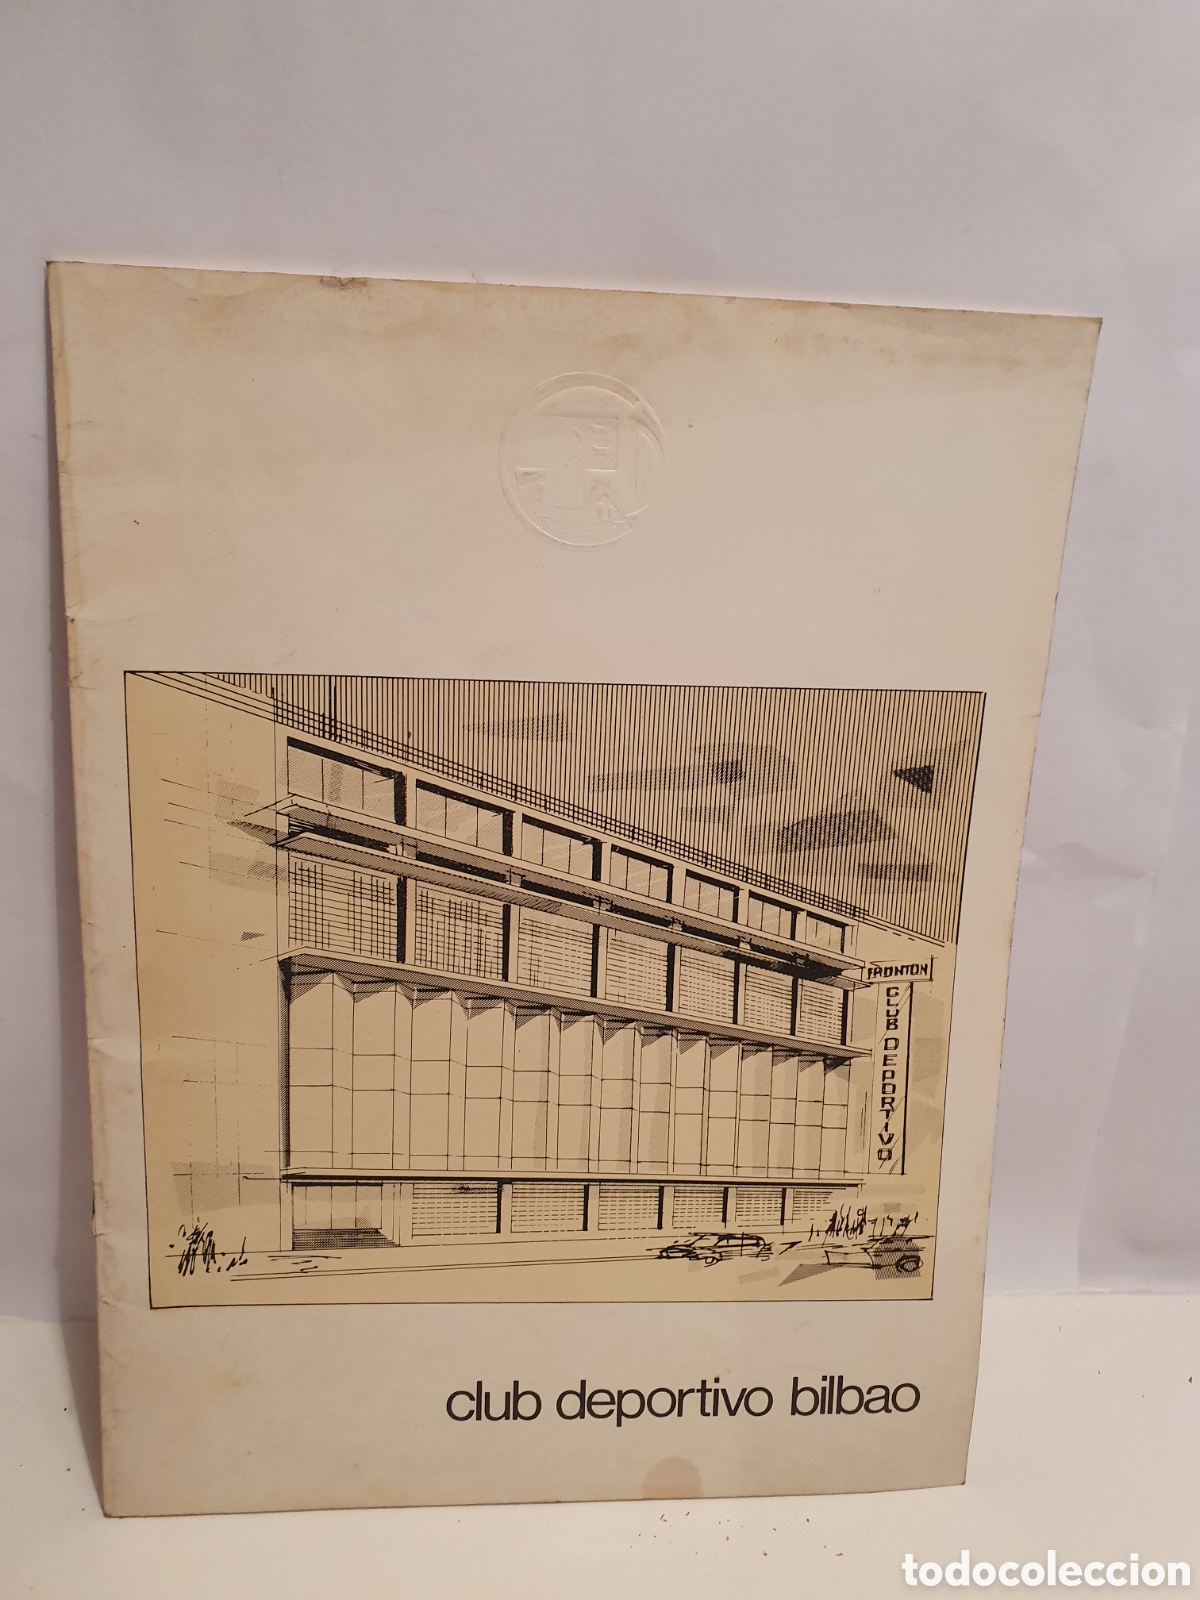 FRONTON
CLUB DEPORTIVO
club deportivo bilbao
todocoleccion